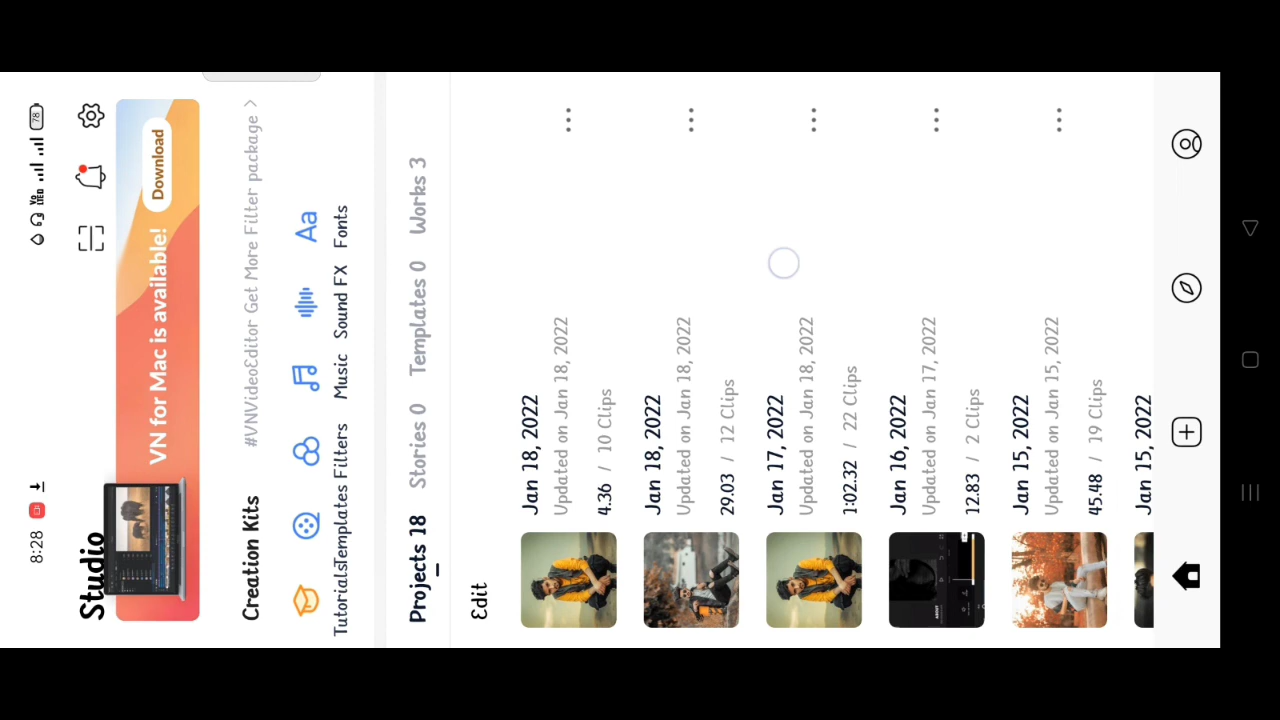 8:28
Vo LTED
78
Studio
VN for Mac is available!
Download
Creation Kits
#VNVideoEditor Get More Filter package >
Tutorials
Templates
Filters
Music
Sound FX
Fonts
Projects 18
Stories 0
Templates 0
Works 3
Edit
Jan 18, 2022
Updated on Jan 18, 2022
4.36 / 10 Clips
Jan 18, 2022
Updated on Jan 18, 2022
29.03 / 12 Clips
Jan 17, 2022
Updated on Jan 18, 2022
1:02.32 / 22 Clips
Jan 16, 2022
Updated on Jan 17, 2022
12.83 / 2 Clips
Jan 15, 2022
Updated on Jan 15, 2022
45.48 / 19 Clips
Jan 15, 2022